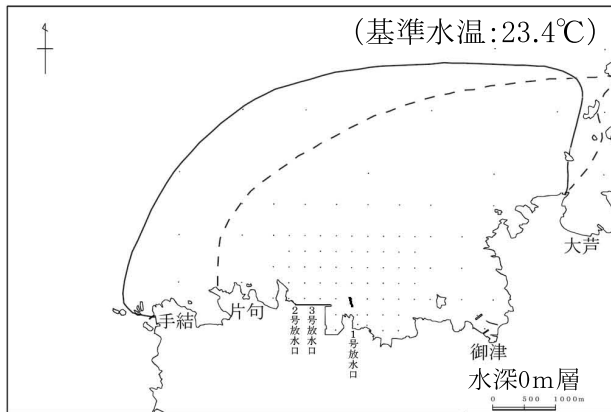 (基準水温:23.4℃)
大芦
手結
片句
2号放水口
3号放水口
1号放水口
御津
水深0m層
0 500 1000m